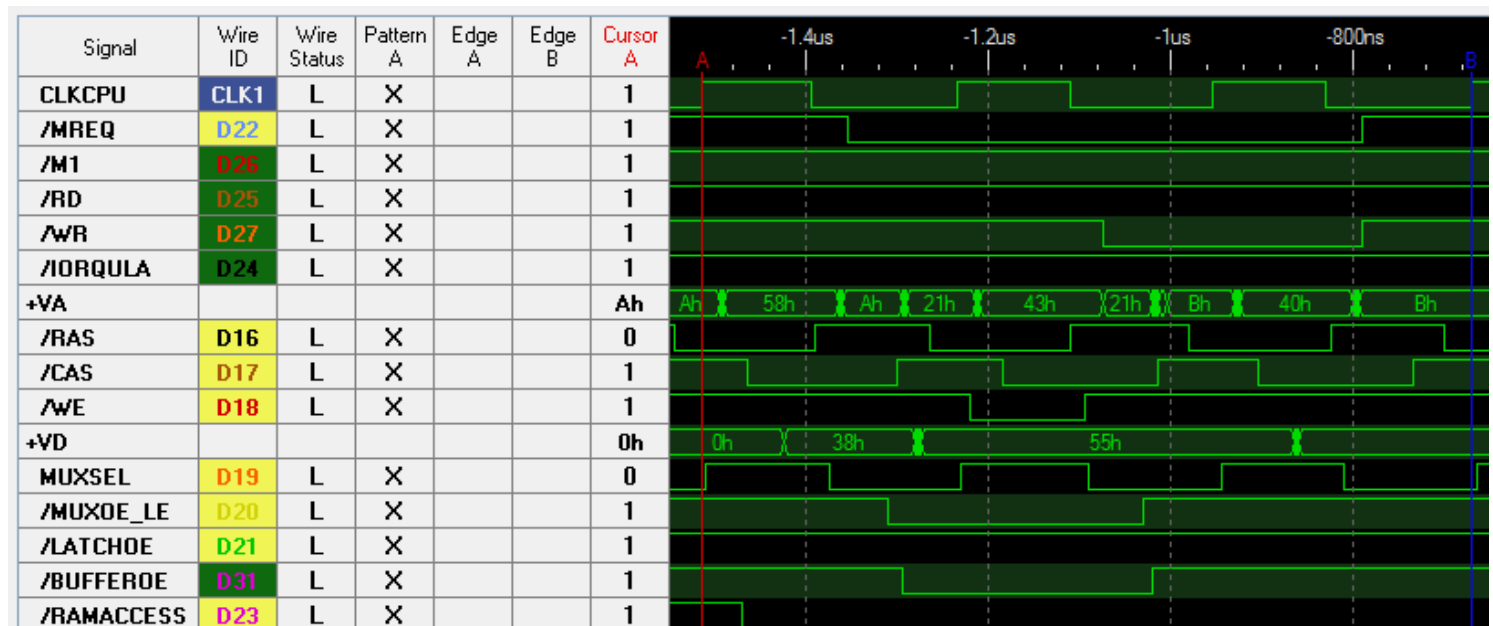 Signal Wire ID Wire Status Pattern A Edge A Edge B Cursor A -1.4us -1.2us -1us -800ns
A B
CLKCPU CLK1 L X 1
/MREQ D22 L X 1
/M1 D26 L X 1
/RD D25 L X 1
/WR D27 L X 1
/IORQULA D24 L X 1
+VA Ah Ah 58h Ah 21h 43h 21h Bh 40h Bh
/RAS D16 L X 0
/CAS D17 L X 1
/WE D18 L X 1
+VD 0h 0h 38h 55h
MUXSEL D19 L X 0
/MUXOE_LE D20 L X 1
/LATCHOE D21 L X 1
/BUFFEROE D31 L X 1
/RAMACCESS D23 L X 1